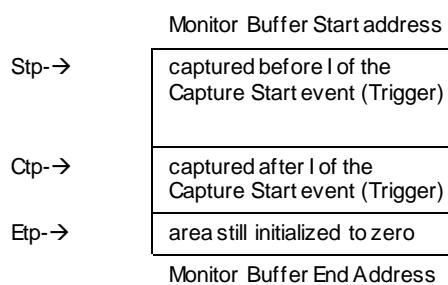 Monitor Buffer Start address
Stp-→ captured before I of the
Capture Start event (Trigger)
Ctp-→ captured after I of the
Capture Start event (Trigger)
Etp-→ area still initialized to zero
Monitor Buffer End Address